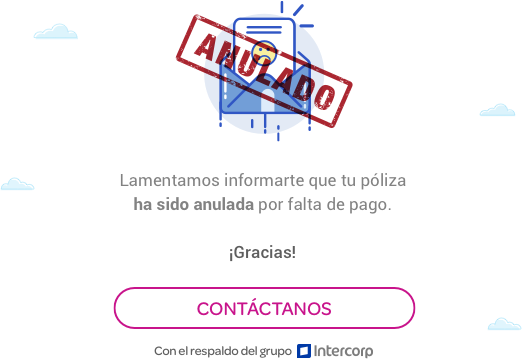 ANULADO
Lamentamos informarte que tu póliza
ha sido anulada por falta de pago.
¡Gracias!
CONTÁCTANOS
Con el respaldo del grupo Intercorp